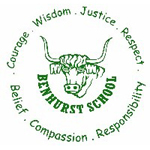 Courage . Wisdom . Justice . Respect .
BENHURST SCHOOL
Belief . Compassion . Responsibility